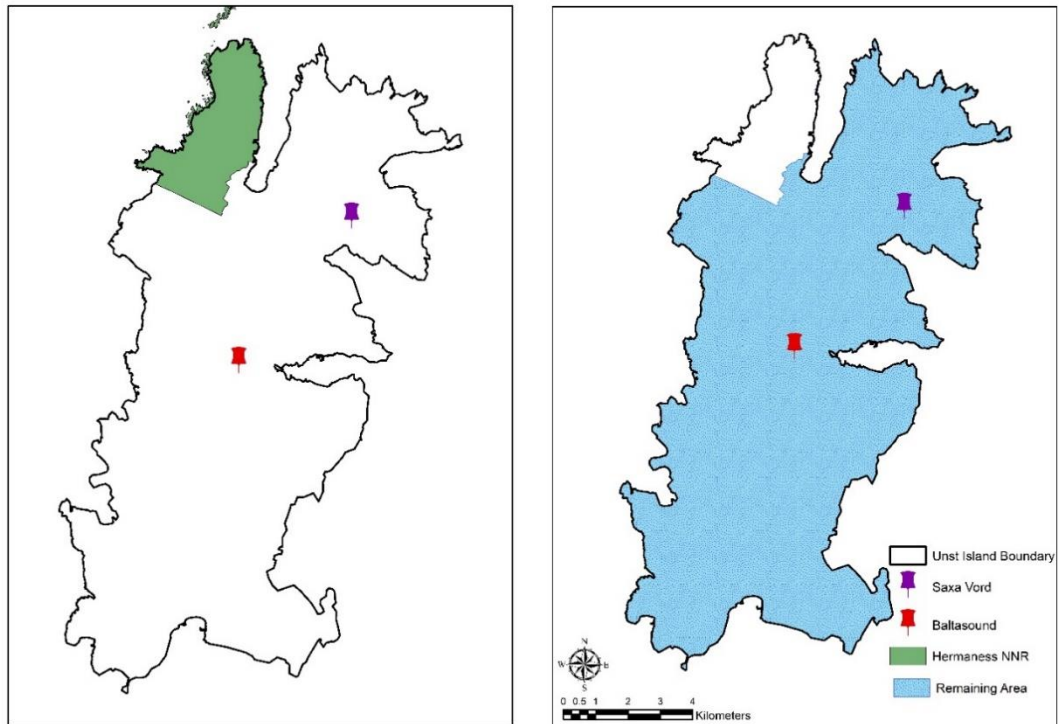 Unst Island Boundary
Saxa Vord
Baltasound
Hermaness NNR
Remaining Area
N
W E
S
0 0.5 1 2 3 4
Kilometers